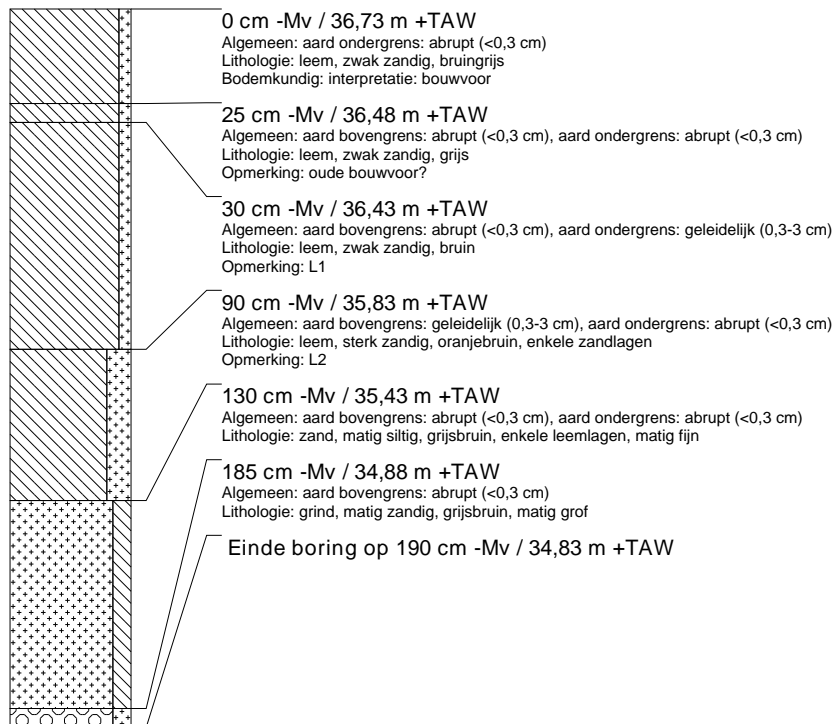 0 cm -Mv / 36,73 m +TAW
Algemeen: aard ondergrens: abrupt (<0,3 cm)
Lithologie: leem, zwak zandig, bruingrijs
Bodemkundig: interpretatie: bouwvoor
25 cm -Mv / 36,48 m +TAW
Algemeen: aard bovengrens: abrupt (<0,3 cm), aard ondergrens: abrupt (<0,3 cm)
Lithologie: leem, zwak zandig, grijs
Opmerking: oude bouwvoor?
30 cm -Mv / 36,43 m +TAW
Algemeen: aard bovengrens: abrupt (<0,3 cm), aard ondergrens: geleidelijk (0,3-3 cm)
Lithologie: leem, zwak zandig, bruin
Opmerking: L1
90 cm -Mv / 35,83 m +TAW
Algemeen: aard bovengrens: geleidelijk (0,3-3 cm), aard ondergrens: abrupt (<0,3 cm)
Lithologie: leem, sterk zandig, oranjebruin, enkele zandlagen
Opmerking: L2
130 cm -Mv / 35,43 m +TAW
Algemeen: aard bovengrens: abrupt (<0,3 cm), aard ondergrens: abrupt (<0,3 cm)
Lithologie: zand, matig siltig, grijsbruin, enkele leemlagen, matig fijn
185 cm -Mv / 34,88 m +TAW
Algemeen: aard bovengrens: abrupt (<0,3 cm)
Lithologie: grind, matig zandig, grijsbruin, matig grof
Einde boring op 190 cm -Mv / 34,83 m +TAW